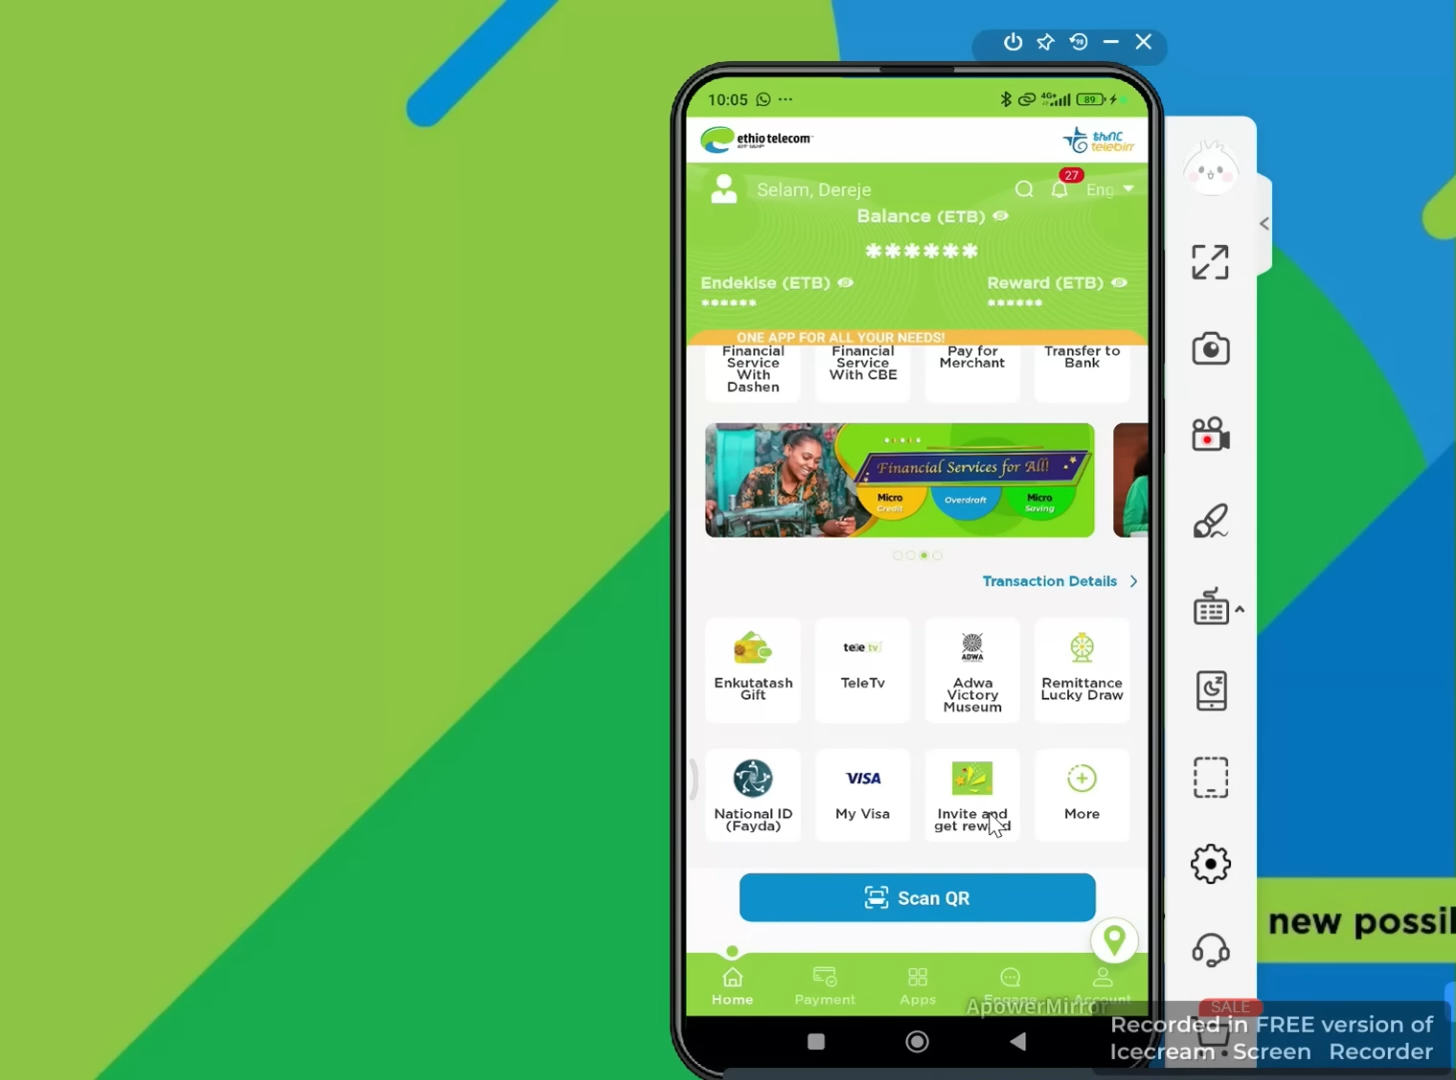 10:05
4G+
89
ethio telecom
telebirr
Selam, Dereje
27
Eng
Balance (ETB)
******
Endekise (ETB)
Reward (ETB)
******
******
ONE APP FOR ALL YOUR NEEDS!
Financial
Service
With
Dashen
Financial
Service
With CBE
Pay for
Merchant
Transfer to
Bank
Financial Services for All!
Micro
Credit
Overdraft
Micro
Saving
Transaction Details
Enkutatash
Gift
tele tv
TeleTv
ADWA
Adwa
Victory
Museum
Remittance
Lucky Draw
National ID
(Fayda)
VISA
My Visa
Invite and
get reward
More
Scan QR
Home
Payment
Apps
Engage
Account
ApowerMirror
new possil
SALE
Recorded in FREE version of
Icecream Screen Recorder